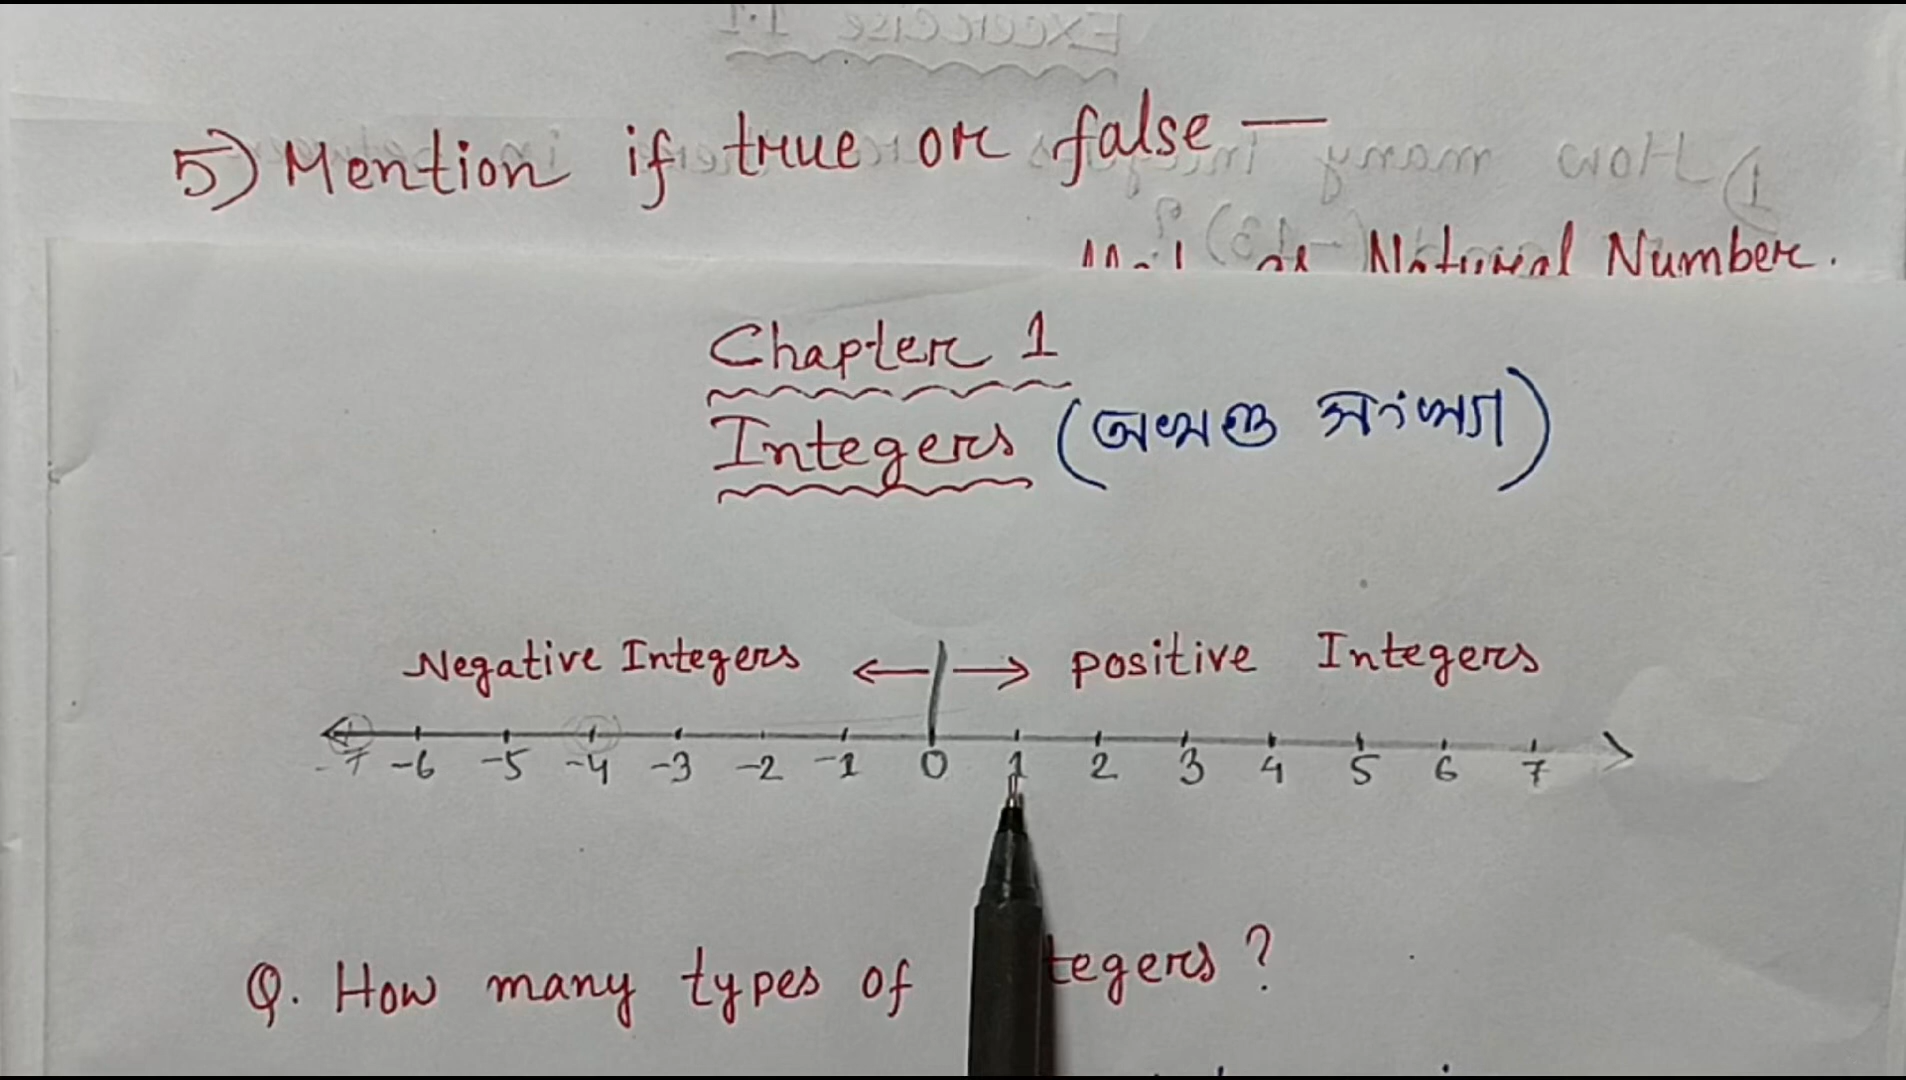 5) Mention if true or false —
Natural Number.
Chapter 1
Integers (অখণ্ড সংখ্যা)
Negative Integers ← → positive Integers
-7 -6 -5 -4 -3 -2 -1 0 1 2 3 4 5 6 7
Q. How many types of tegers?